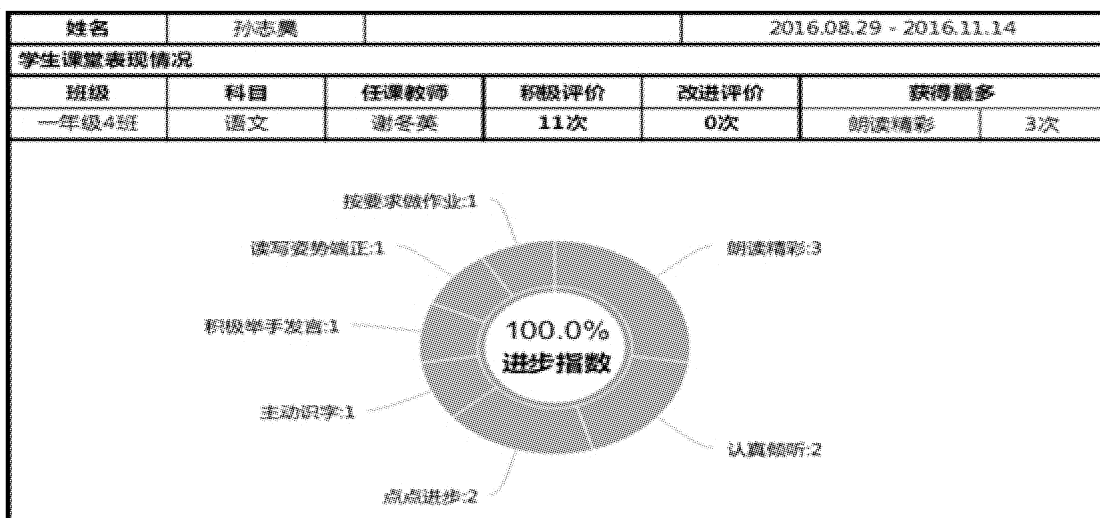 姓名 孙志昊 2016.08.29 - 2016.11.14
学生课堂表现情况
班级 科目 任课教师 积极评价 改进评价 获得最多
一年级4班 语文 谢冬英 11次 0次 朗读精彩 3次
按要求做作业:1
读写姿势端正:1
朗读精彩:3
积极举手发言:1
100.0%
进步指数
主动识字:1
认真倾听:2
点点进步:2